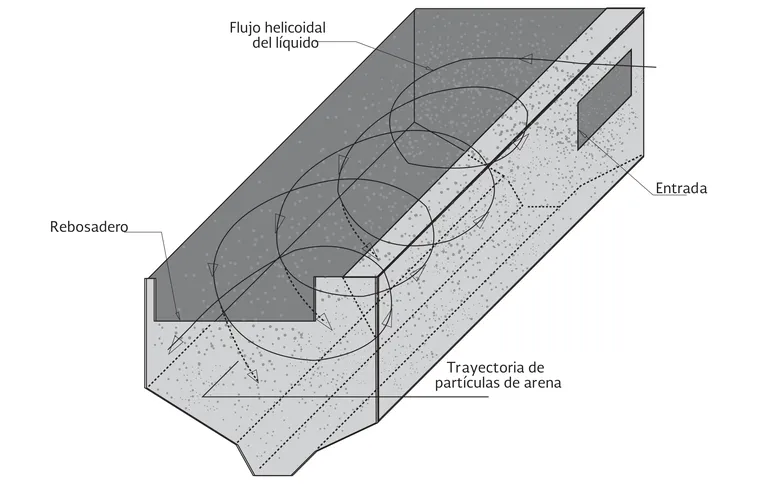 Flujo helicoidal
del líquido
Entrada
Rebosadero
Trayectoria de
partículas de arena